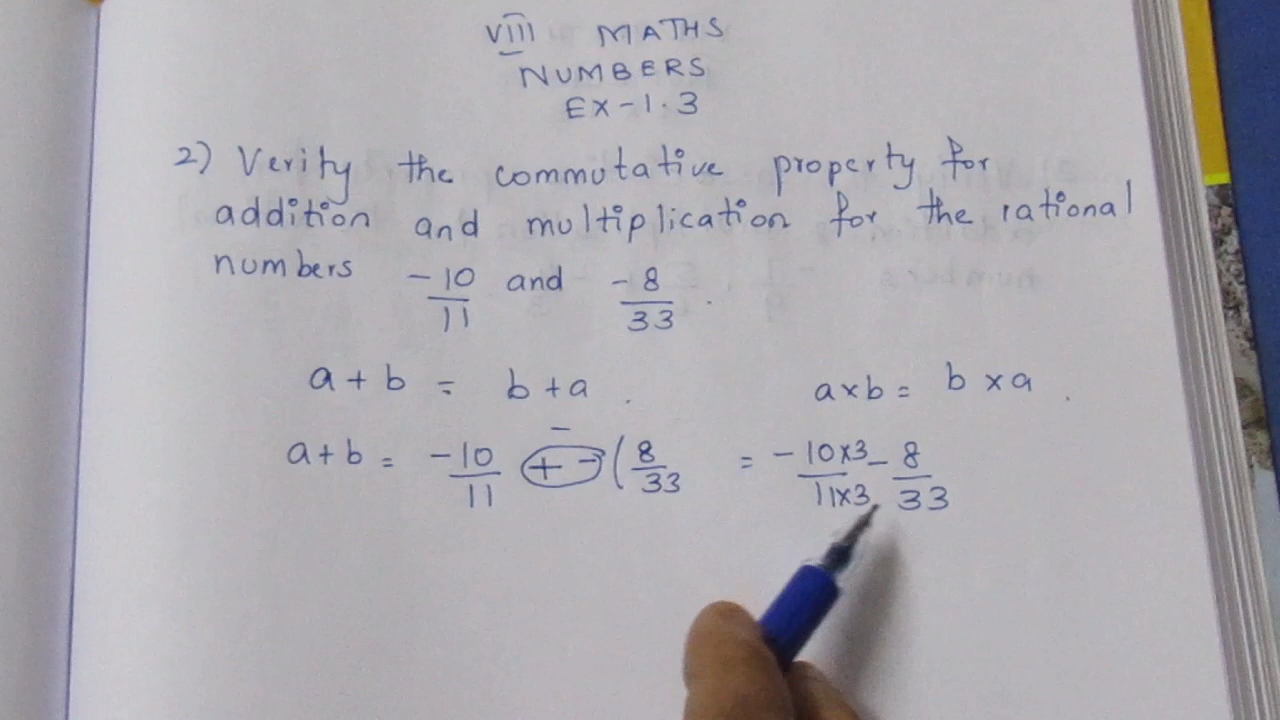 VIII MATHS
NUMBERS
EX-1.3
2) Verity the commutative property for
addition and multiplication for the rational
numbers -10/11 and -8/33.
a + b = b + a. a×b = b × a.
a + b = -10/11 + - ( 8/33 = -10×3/11×3 - 8/33
-